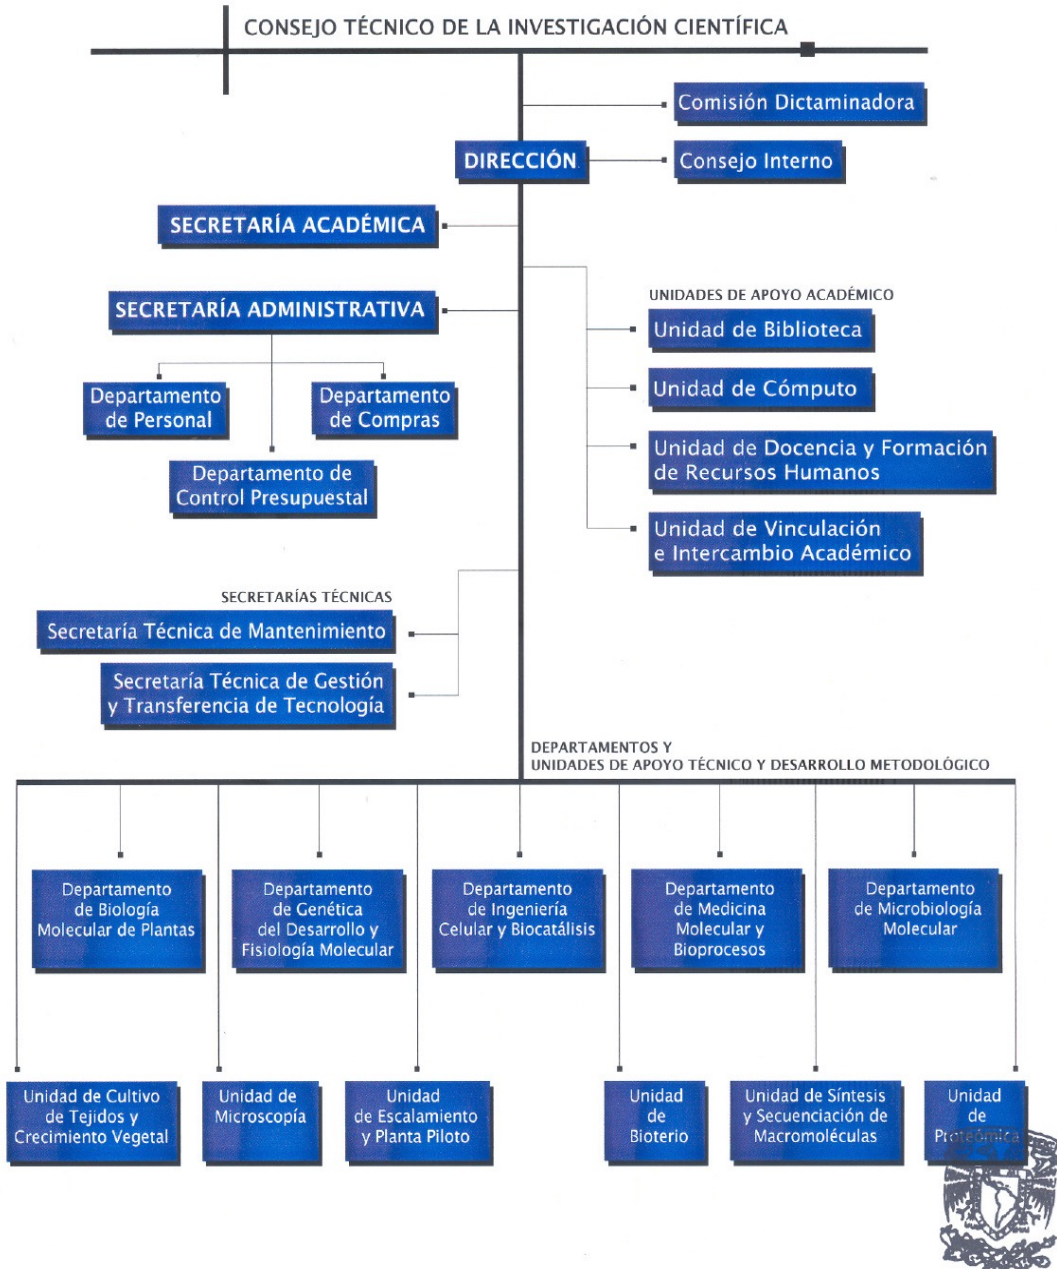 CONSEJO TÉCNICO DE LA INVESTIGACIÓN CIENTÍFICA
Comisión Dictaminadora
DIRECCIÓN
Consejo Interno
SECRETARÍA ACADÉMICA
SECRETARÍA ADMINISTRATIVA
Departamento
de Personal
Departamento
de Compras
Departamento de
Control Presupuestal
UNIDADES DE APOYO ACADÉMICO
Unidad de Biblioteca
Unidad de Cómputo
Unidad de Docencia y Formación
de Recursos Humanos
Unidad de Vinculación
e Intercambio Académico
SECRETARÍAS TÉCNICAS
Secretaría Técnica de Mantenimiento
Secretaría Técnica de Gestión
y Transferencia de Tecnología
DEPARTAMENTOS Y
UNIDADES DE APOYO TÉCNICO Y DESARROLLO METODOLÓGICO
Departamento
de Biología
Molecular de Plantas
Departamento
de Genética
del Desarrollo y
Fisiología Molecular
Departamento
de Ingeniería
Celular y Biocatálisis
Departamento
de Medicina
Molecular y
Bioprocesos
Departamento
de Microbiología
Molecular
Unidad de Cultivo
de Tejidos y
Crecimiento Vegetal
Unidad de
Microscopía
Unidad
de Escalamiento
y Planta Piloto
Unidad
de
Bioterio
Unidad de Síntesis
y Secuenciación de
Macromoléculas
Unidad
de
Proteómica